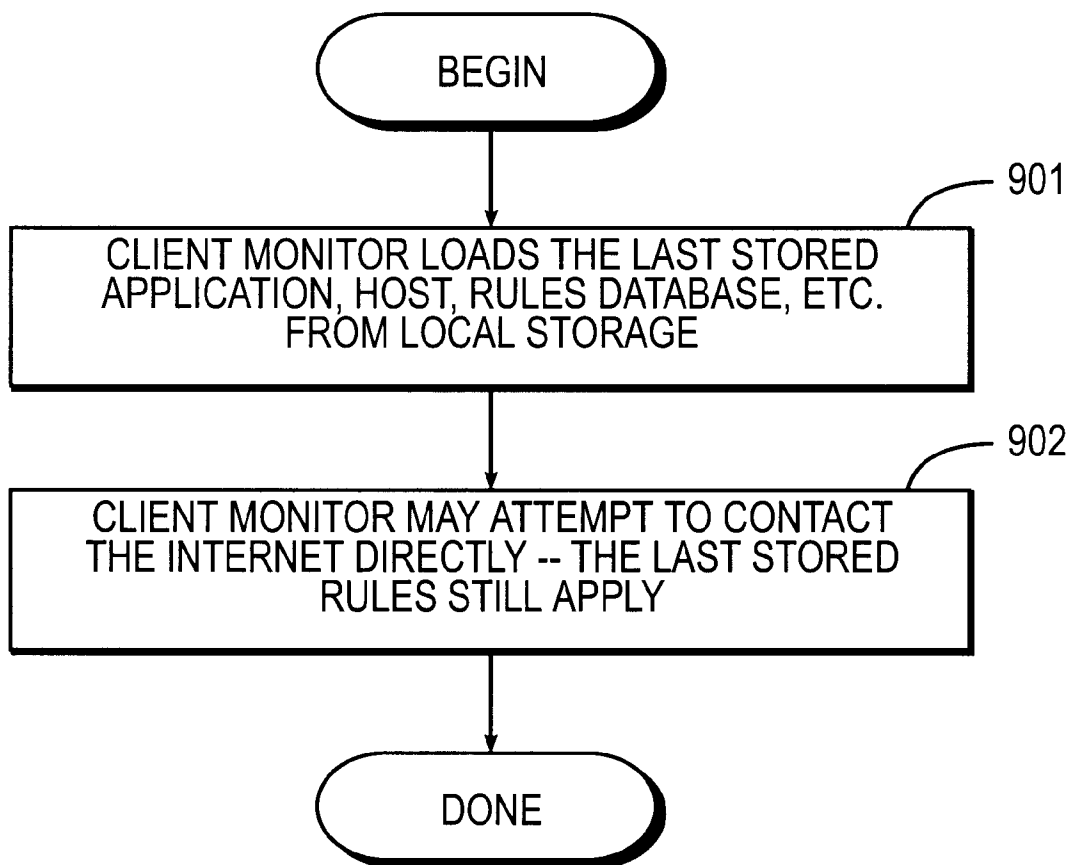 BEGIN
901
CLIENT MONITOR LOADS THE LAST STORED
APPLICATION, HOST, RULES DATABASE, ETC.
FROM LOCAL STORAGE
902
CLIENT MONITOR MAY ATTEMPT TO CONTACT
THE INTERNET DIRECTLY -- THE LAST STORED
RULES STILL APPLY
DONE